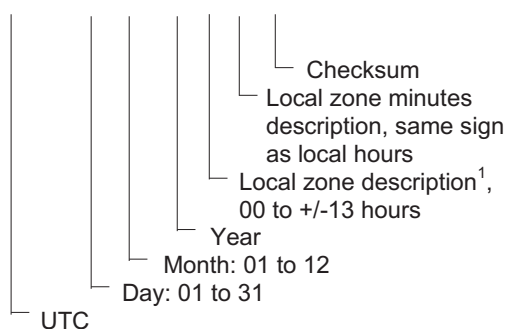 Checksum
Local zone minutes
description, same sign
as local hours
Local zone description¹,
00 to +/-13 hours
Year
Month: 01 to 12
Day: 01 to 31
UTC